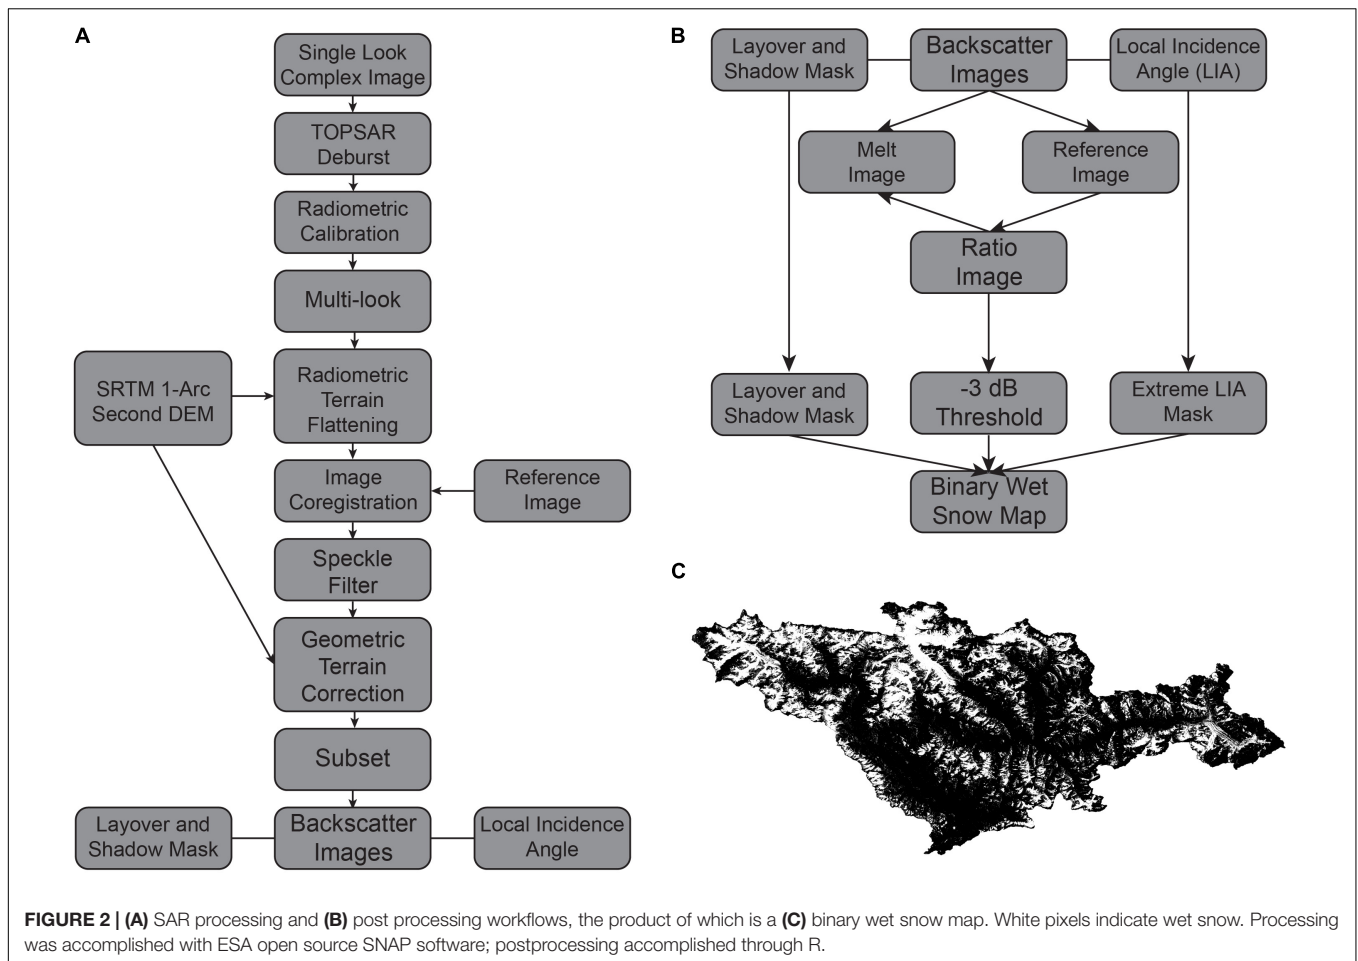 A
Single Look
Complex Image
TOPSAR
Deburst
Radiometric
Calibration
Multi-look
SRTM 1-Arc
Second DEM
Radiometric
Terrain
Flattening
Image
Coregistration
Reference
Image
Speckle
Filter
Geometric
Terrain
Correction
Subset
Layover and
Shadow Mask
Backscatter
Images
Local Incidence
Angle
B
Layover and
Shadow Mask
Backscatter
Images
Local Incidence
Angle (LIA)
Melt
Image
Reference
Image
Ratio
Image
Layover and
Shadow Mask
-3 dB
Threshold
Extreme LIA
Mask
Binary Wet
Snow Map
C
FIGURE 2 | (A) SAR processing and (B) post processing workflows, the product of which is a (C) binary wet snow map. White pixels indicate wet snow. Processing
was accomplished with ESA open source SNAP software; postprocessing accomplished through R.